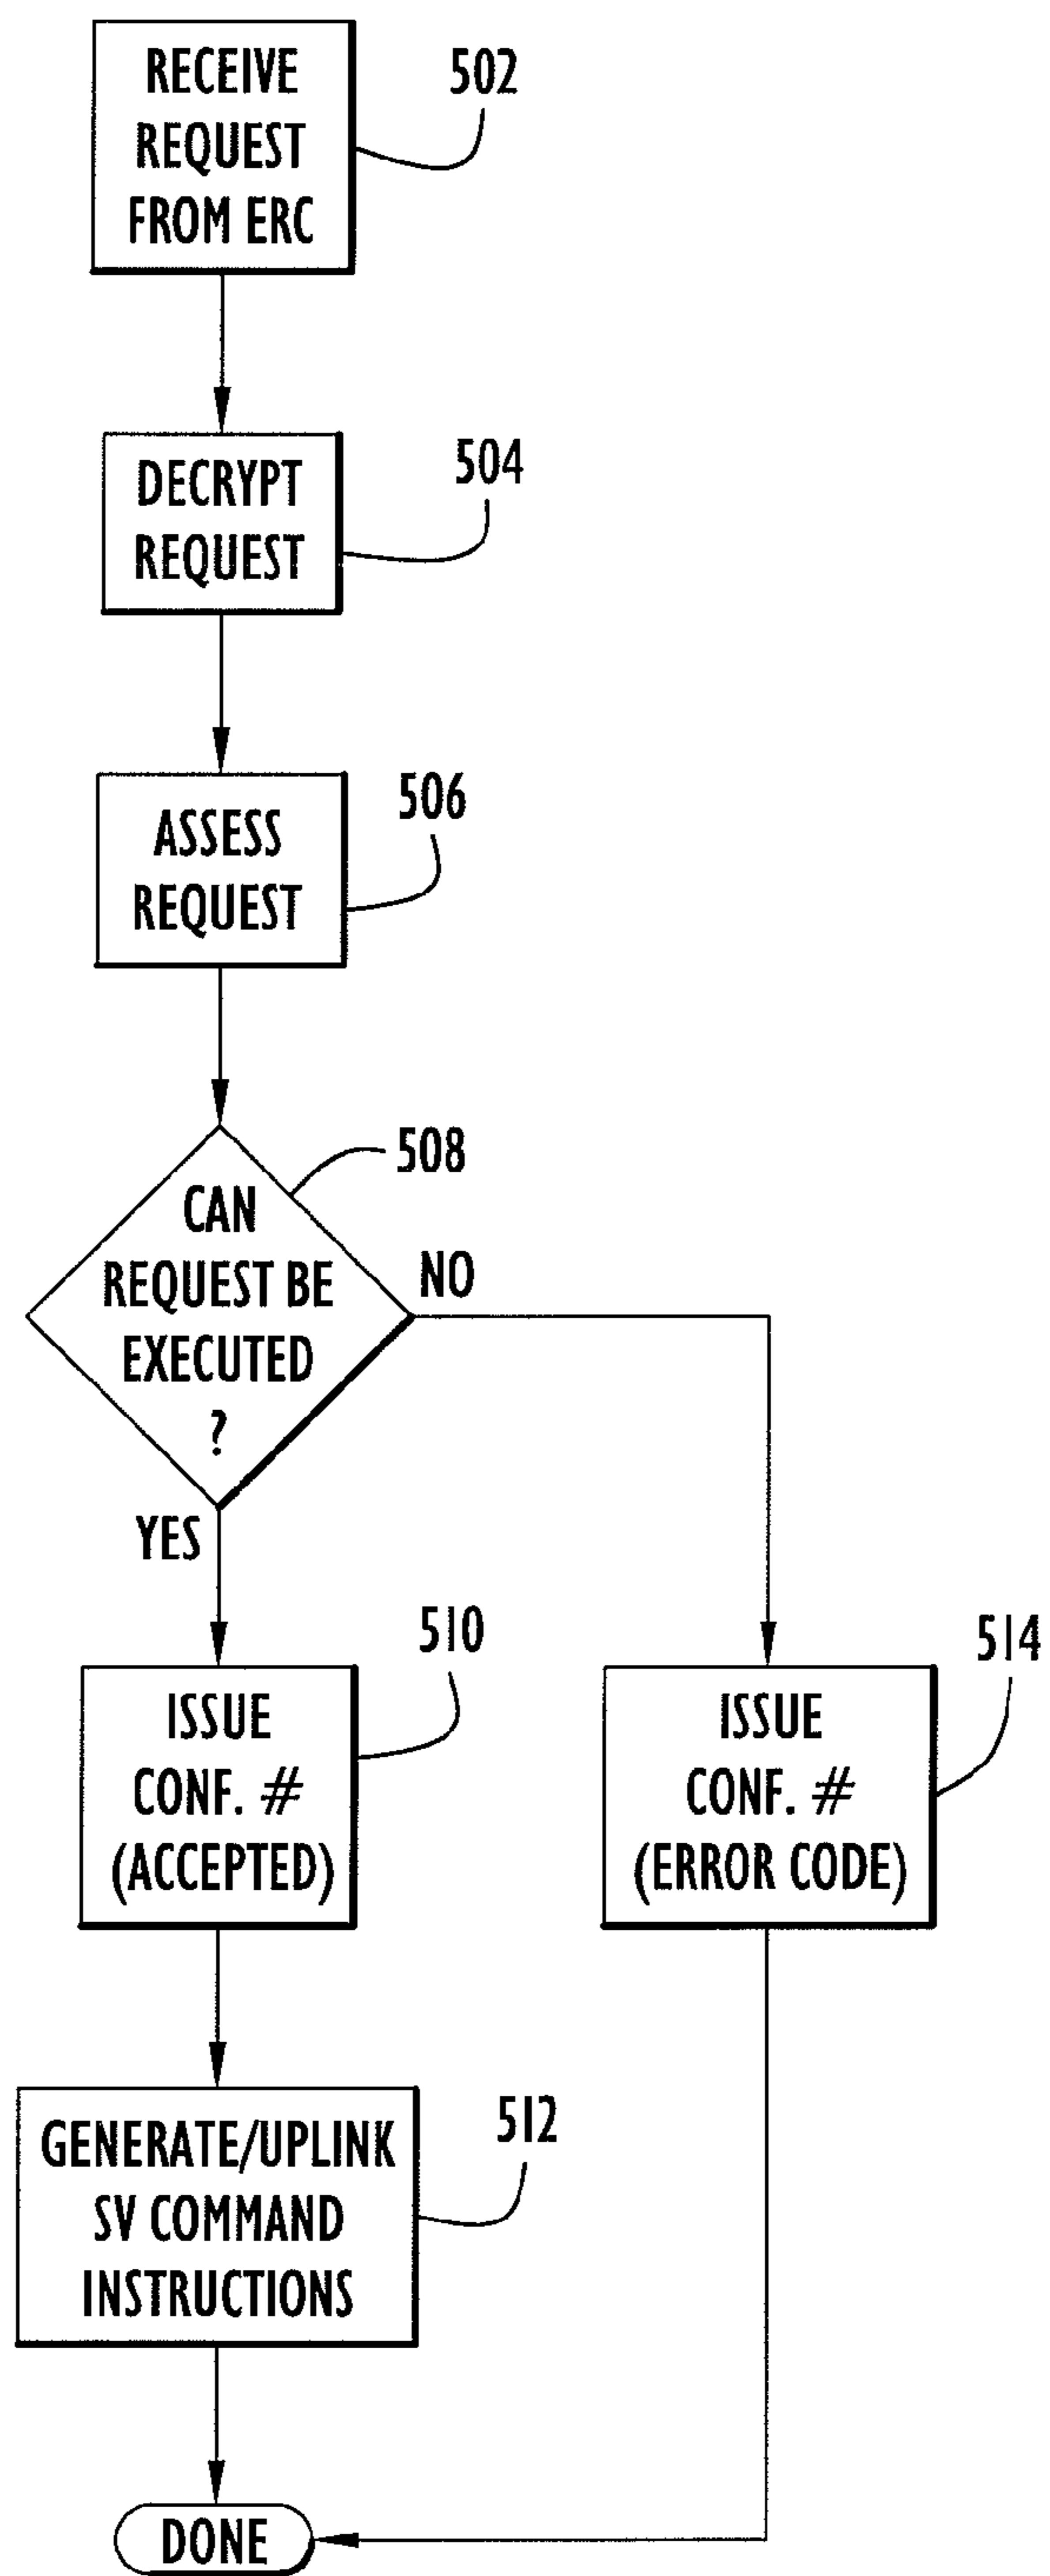 RECEIVE
REQUEST
FROM ERC
502
DECRYPT
REQUEST
504
ASSESS
REQUEST
506
CAN
REQUEST BE
EXECUTED
?
508
NO
YES
ISSUE
CONF. #
(ACCEPTED)
510
ISSUE
CONF. #
(ERROR CODE)
514
GENERATE/UPLINK
SV COMMAND
INSTRUCTIONS
512
DONE